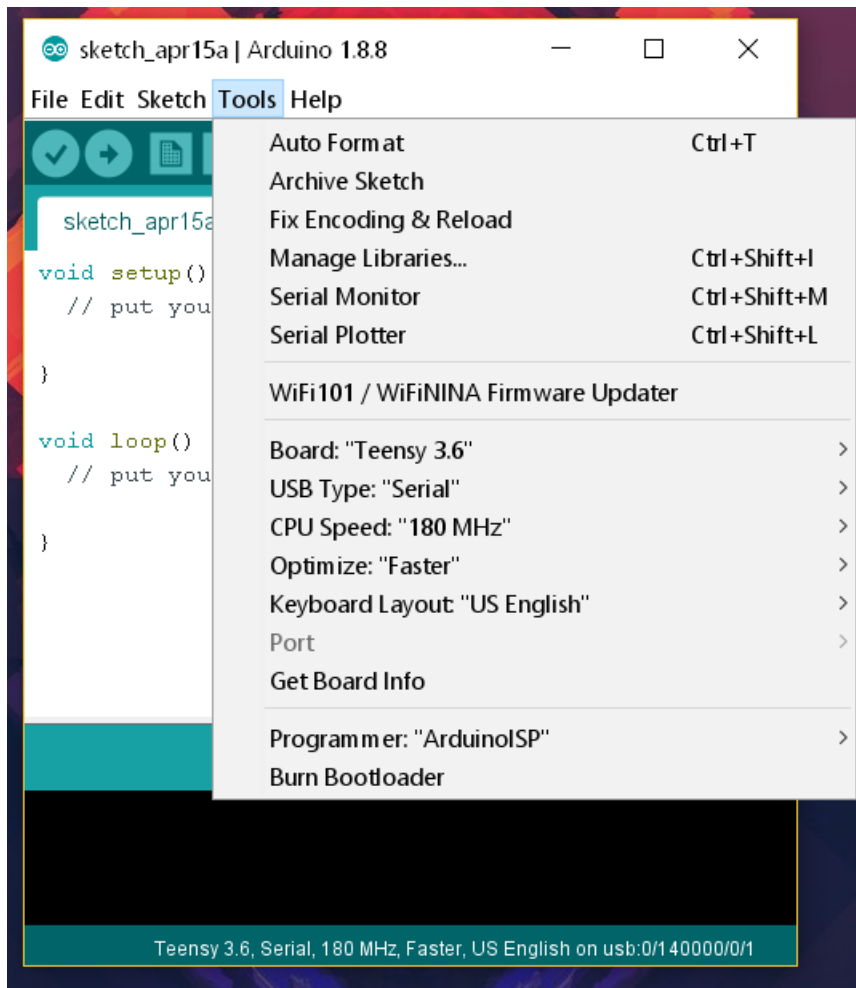 sketch_apr15a | Arduino 1.8.8
File Edit Sketch Tools Help
Auto Format Ctrl+T
Archive Sketch
Fix Encoding & Reload
Manage Libraries... Ctrl+Shift+I
Serial Monitor Ctrl+Shift+M
Serial Plotter Ctrl+Shift+L
WiFi101 / WiFiNINA Firmware Updater
Board: "Teensy 3.6"
USB Type: "Serial"
CPU Speed: "180 MHz"
Optimize: "Faster"
Keyboard Layout: "US English"
Port
Get Board Info
Programmer: "ArduinoISP"
Burn Bootloader
sketch_apr15a
void setup()
// put you
}
void loop()
// put you
}
Teensy 3.6, Serial, 180 MHz, Faster, US English on usb:0/140000/0/1